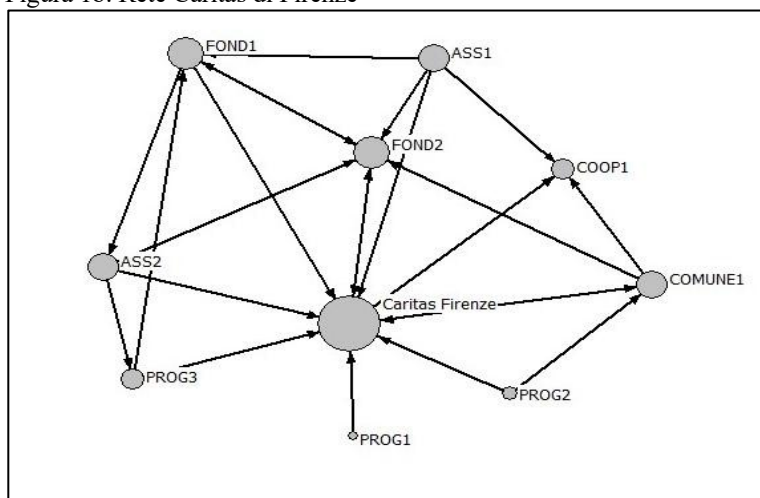 Figura 18. Rete Caritas di Firenze
FOND1
ASS1
FOND2
COOP1
ASS2
COMUNE1
Caritas Firenze
PROG3
PROG2
PROG1